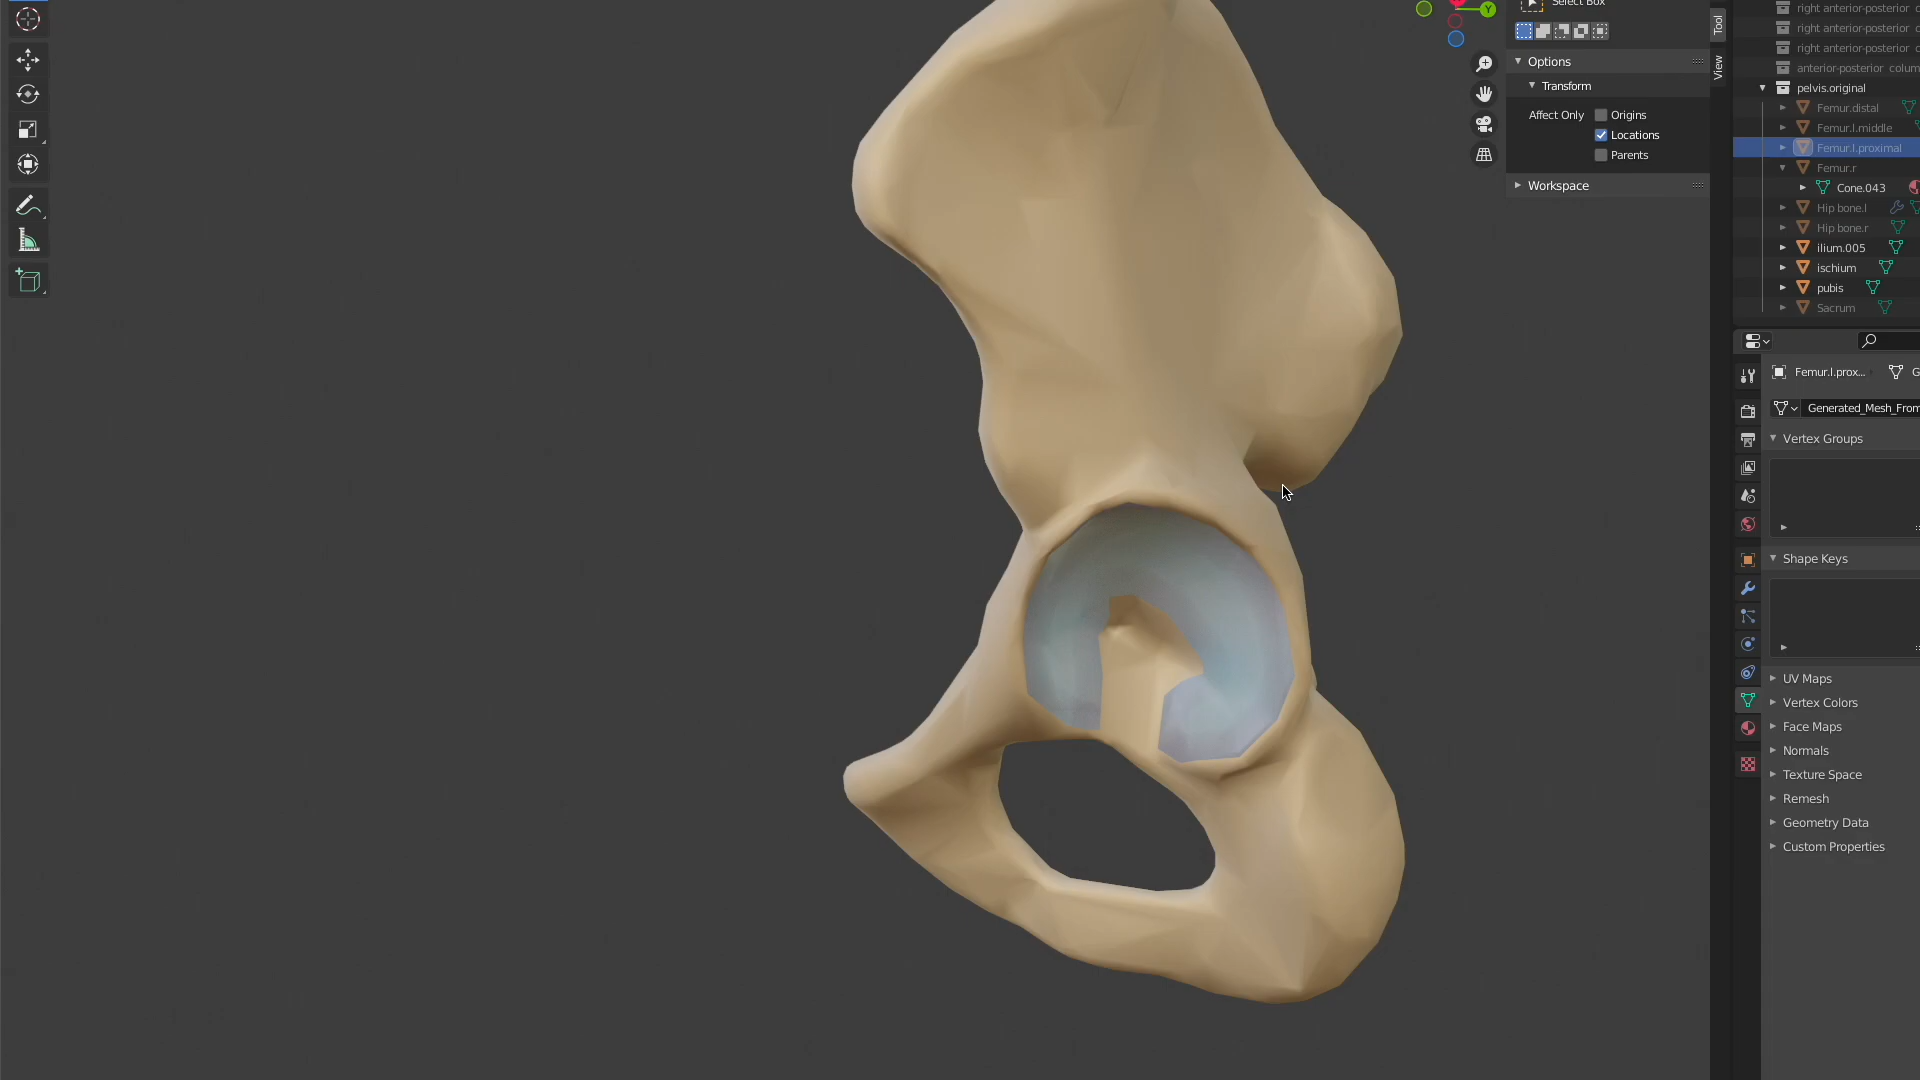 Select Box
Tool
View
Options
Transform
Affect Only
Origins
Locations
Parents
Workspace
right anterior-posterior c
right anterior-posterior c
right anterior-posterior c
anterior-posterior colum
pelvis.original
Femur.distal
Femur.l.middle
Femur.l.proximal
Femur.r
Cone.043
Hip bone.l
Hip bone.r
ilium.005
ischium
pubis
Sacrum
Femur.l.prox... G
Generated_Mesh_From
Vertex Groups
Shape Keys
UV Maps
Vertex Colors
Face Maps
Normals
Texture Space
Remesh
Geometry Data
Custom Properties